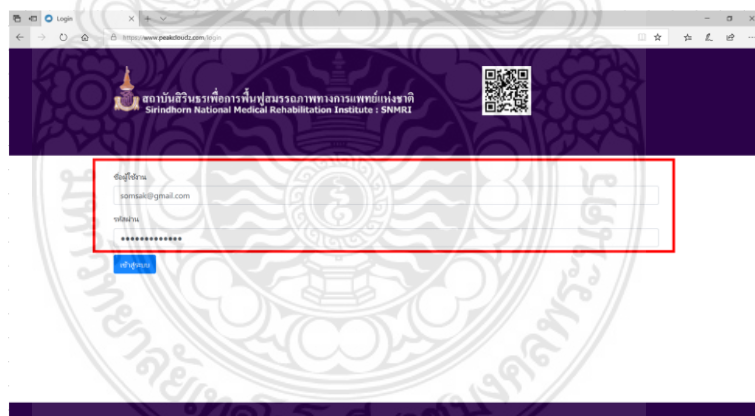 Login
https://www.peakcloudz.com/login
สถาบันสิรินธรเพื่อการฟื้นฟูสมรรถภาพทางการแพทย์แห่งชาติ
Sirindhorn National Medical Rehabilitation Institute : SNMRI
ชื่อผู้ใช้งาน
somsak@gmail.com
รหัสผ่าน
เข้าสู่ระบบ